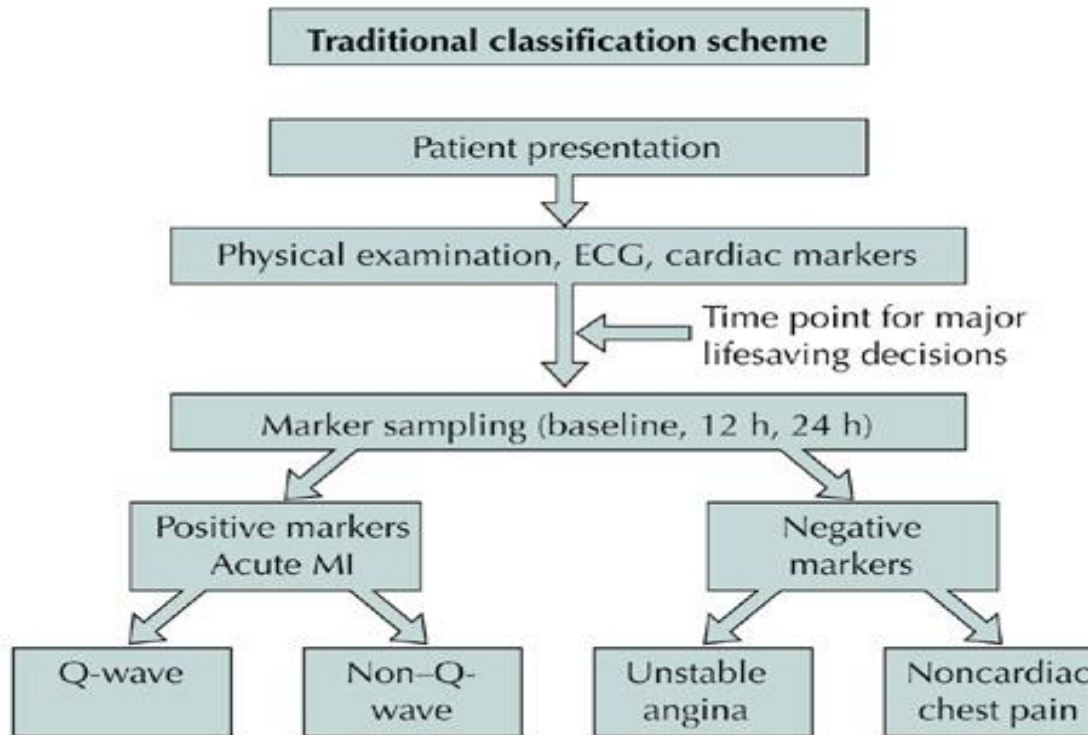 Traditional classification scheme
Patient presentation
Physical examination, ECG, cardiac markers
Time point for major
lifesaving decisions
Marker sampling (baseline, 12 h, 24 h)
Positive markers
Acute MI
Negative
markers
Q-wave
Non–Q-
wave
Unstable
angina
Noncardiac
chest pain